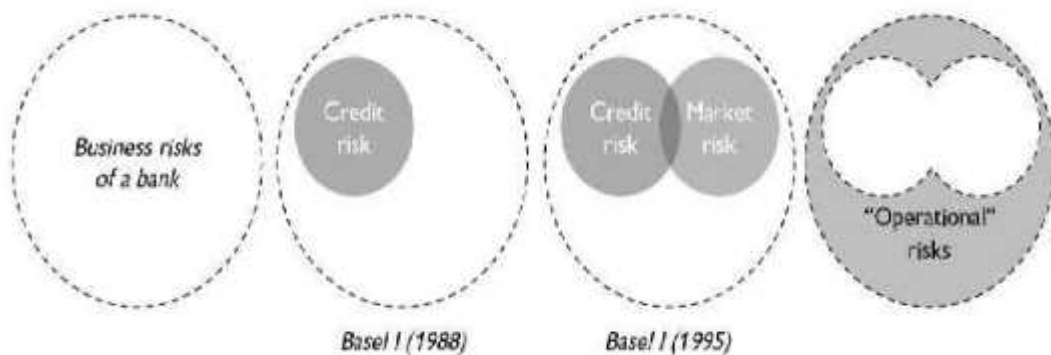 Business risks
of a bank
Credit
risk
Credit
risk
Market
risk
"Operational"
risks
Basel I (1988)
Basel I (1995)